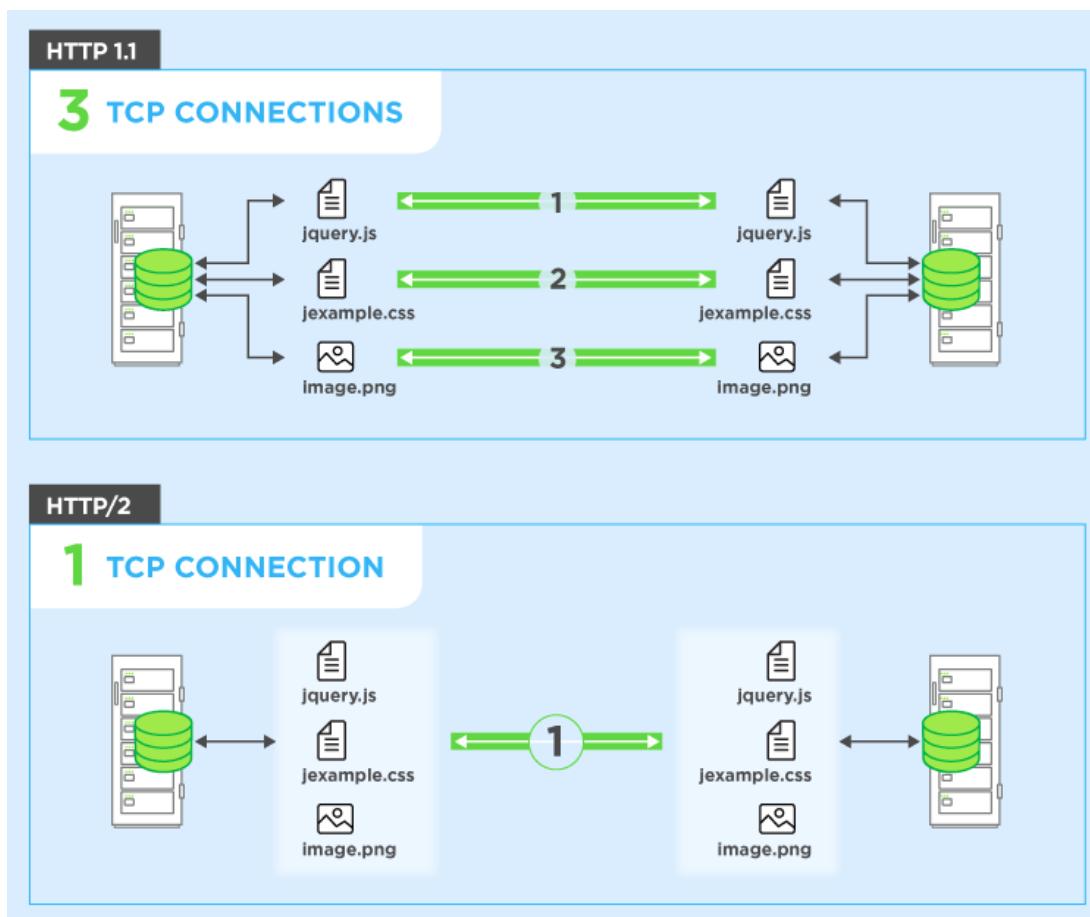 HTTP 1.1
3 TCP CONNECTIONS
jquery.js 1 jquery.js
jexample.css 2 jexample.css
image.png 3 image.png
HTTP/2
1 TCP CONNECTION
jquery.js jquery.js
1
jexample.css jexample.css
image.png image.png